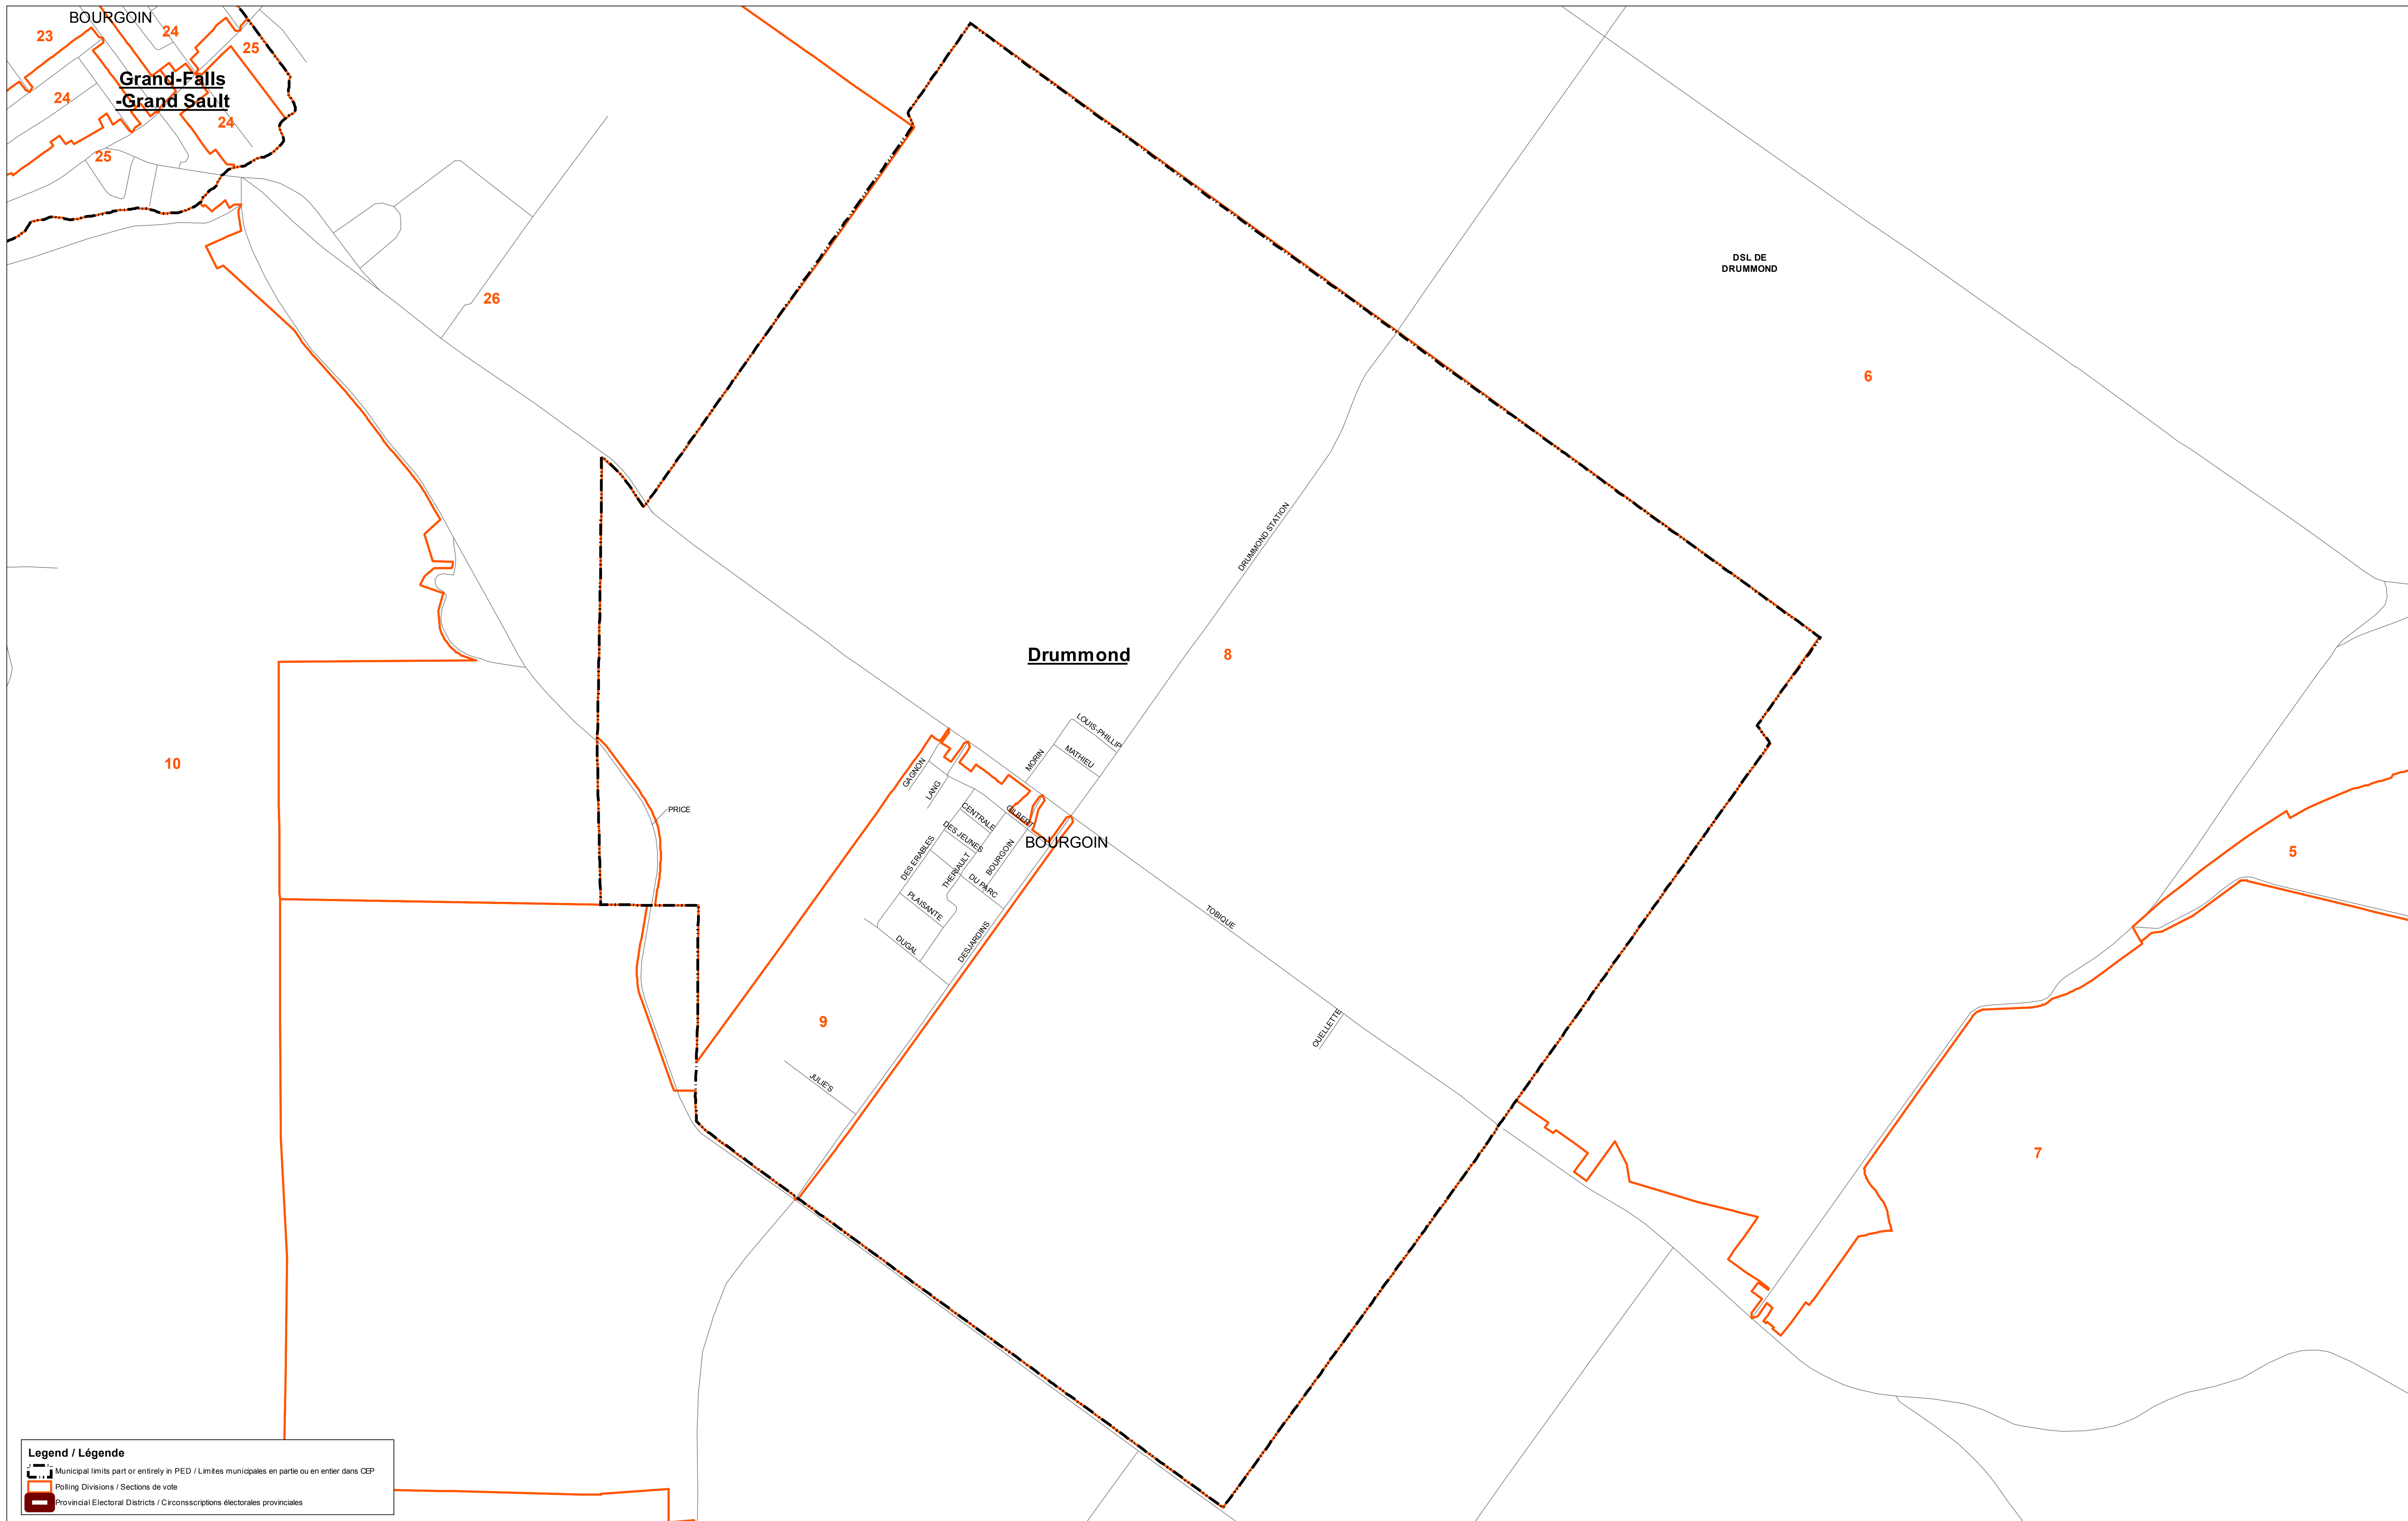 BOURGOIN
23
24
25
Grand-Falls
-Grand Sault
24
24
25
26
DSL DE
DRUMMOND
6
DRUMMOND STATION
Drummond
8
LOUIS-PHILLIP
MATHIEU
MORIN
GAGNON
LANG
10
PRICE
CENTRALE
GILBERT
DES JEUNES
BOURGOIN
DES ERABLES
THERIAULT
BOURGOIN
DU PARC
5
PLAISANTE
TOBIQUE
DUGAL
DESJARDINS
9
OUELLETTE
JULIE'S
7
Legend / Légende
Municipal limits part or entirely in PED / Limites municipales en partie ou en entier dans CEP
Polling Divisions / Sections de vote
Provincial Electoral Districts / Circonsscriptions électorales provinciales